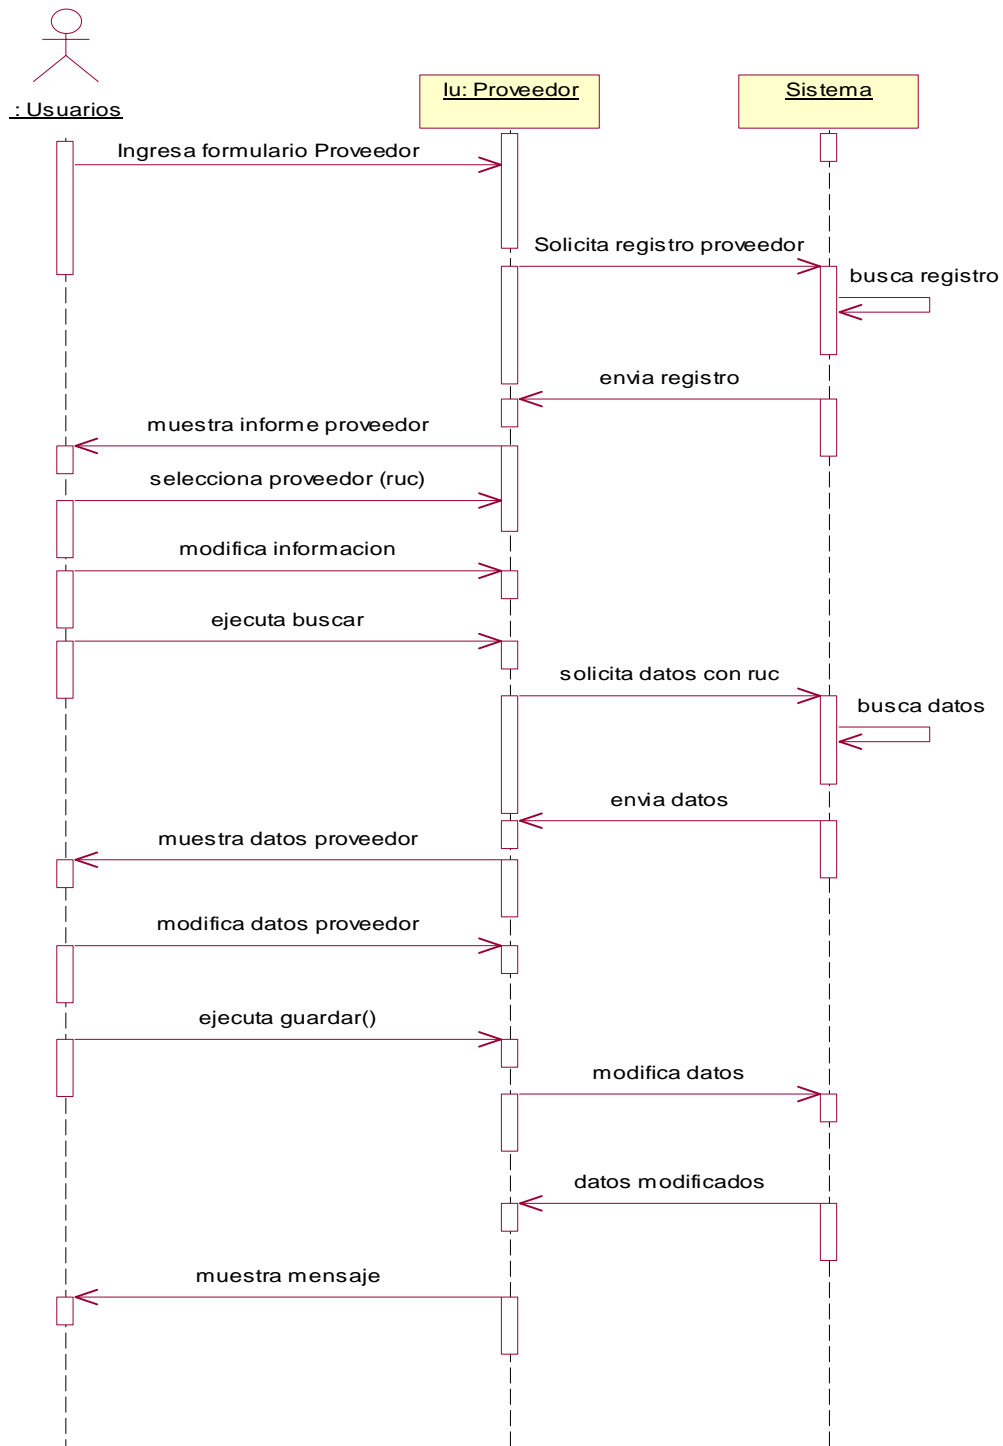 : Usuarios
Iu: Proveedor
Sistema
Ingresa formulario Proveedor
Solicita registro proveedor
busca registro
envia registro
muestra informe proveedor
selecciona proveedor (ruc)
modifica informacion
ejecuta buscar
solicita datos con ruc
busca datos
envia datos
muestra datos proveedor
modifica datos proveedor
ejecuta guardar()
modifica datos
datos modificados
muestra mensaje